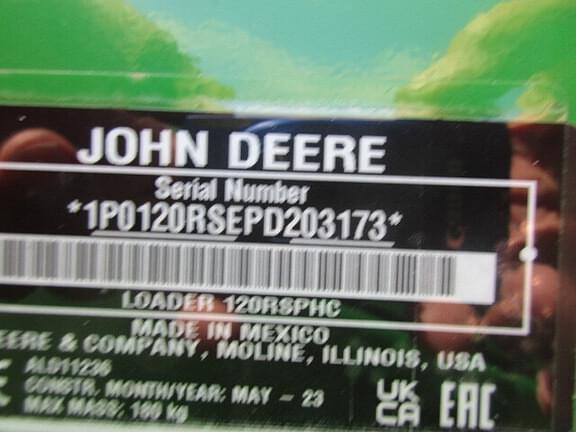 JOHN DEERE
Serial Number
*1P0120RSEPD203173*
LOADER 120RSPHC
MADE IN MEXICO
EERE & COMPANY, MOLINE, ILLINOIS, USA
ALD11236
CONSTR. MONTH/YEAR: MAY - 23
MAX MASS: 180 kg
UK
CA
EAC